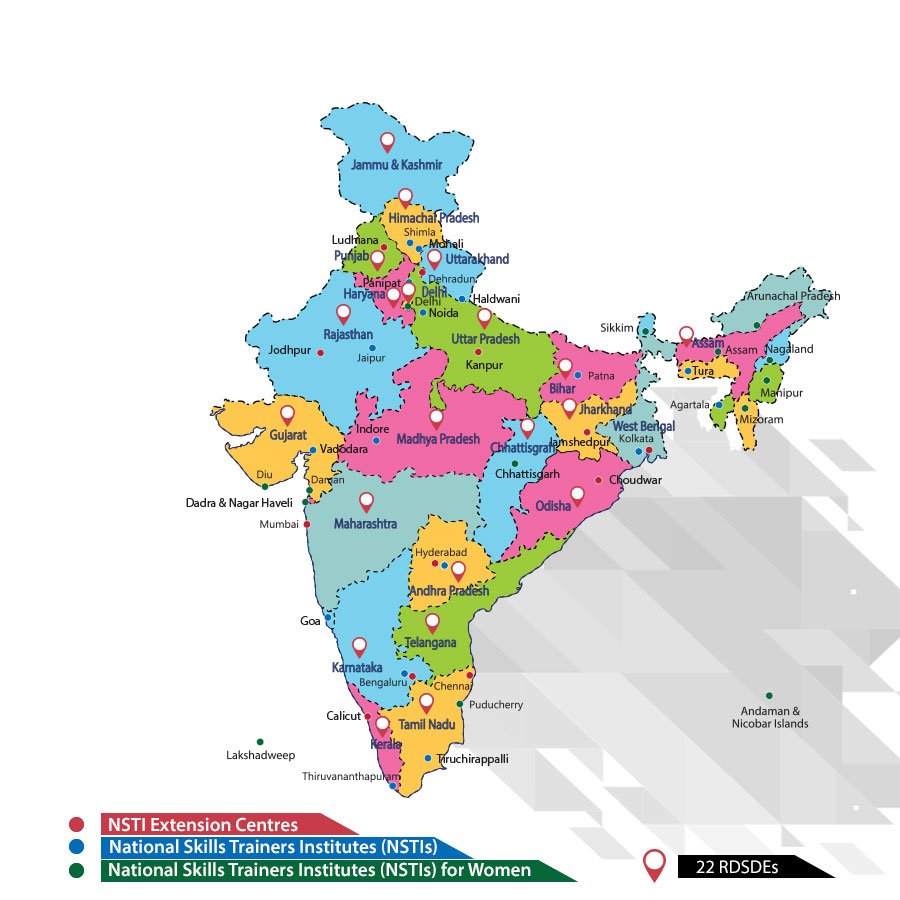 Jammu & Kashmir
Himachal Pradesh
Shimla
Ludhiana
Mohali
Punjab
Uttarakhand
Dehradun
Panipat
Haryana
Delhi
Delhi
Haldwani
Noida
Arunachal Pradesh
Sikkim
Rajasthan
Uttar Pradesh
Assam
Assam
Nagaland
Jodhpur
Jaipur
Kanpur
Tura
Bihar
Patna
Manipur
Agartala
Jharkhand
Mizoram
Gujarat
Indore
Madhya Pradesh
West Bengal
Kolkata
Jamshedpur
Chhattisgrah
Vadodara
Chhattisgarh
Diu
Daman
Choudwar
Dadra & Nagar Haveli
Odisha
Mumbai
Maharashtra
Hyderabad
Andhra Pradesh
Goa
Telangana
Karnataka
Bengaluru
Chennai
Puducherry
Andaman &
Nicobar Islands
Calicut
Tamil Nadu
Kerala
Lakshadweep
Tiruchirappalli
Thiruvananthapuram
NSTI Extension Centres
National Skills Trainers Institutes (NSTIs)
National Skills Trainers Institutes (NSTIs) for Women
22 RDSDEs